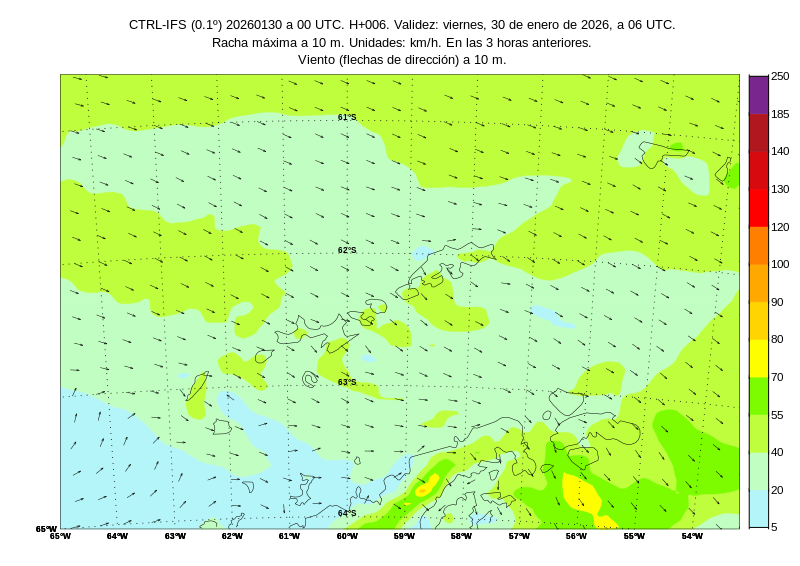 CTRL-IFS (0.1º) 20260130 a 00 UTC. H+006. Validez: viernes, 30 de enero de 2026, a 06 UTC.
Racha máxima a 10 m. Unidades: km/h. En las 3 horas anteriores.
Viento (flechas de dirección) a 10 m.
250
185
140
130
120
100
90
80
70
55
40
20
5
61°S
62°S
63°S
64°S
65°W
65°W 64°W 63°W 62°W 61°W 60°W 59°W 58°W 57°W 56°W 55°W 54°W